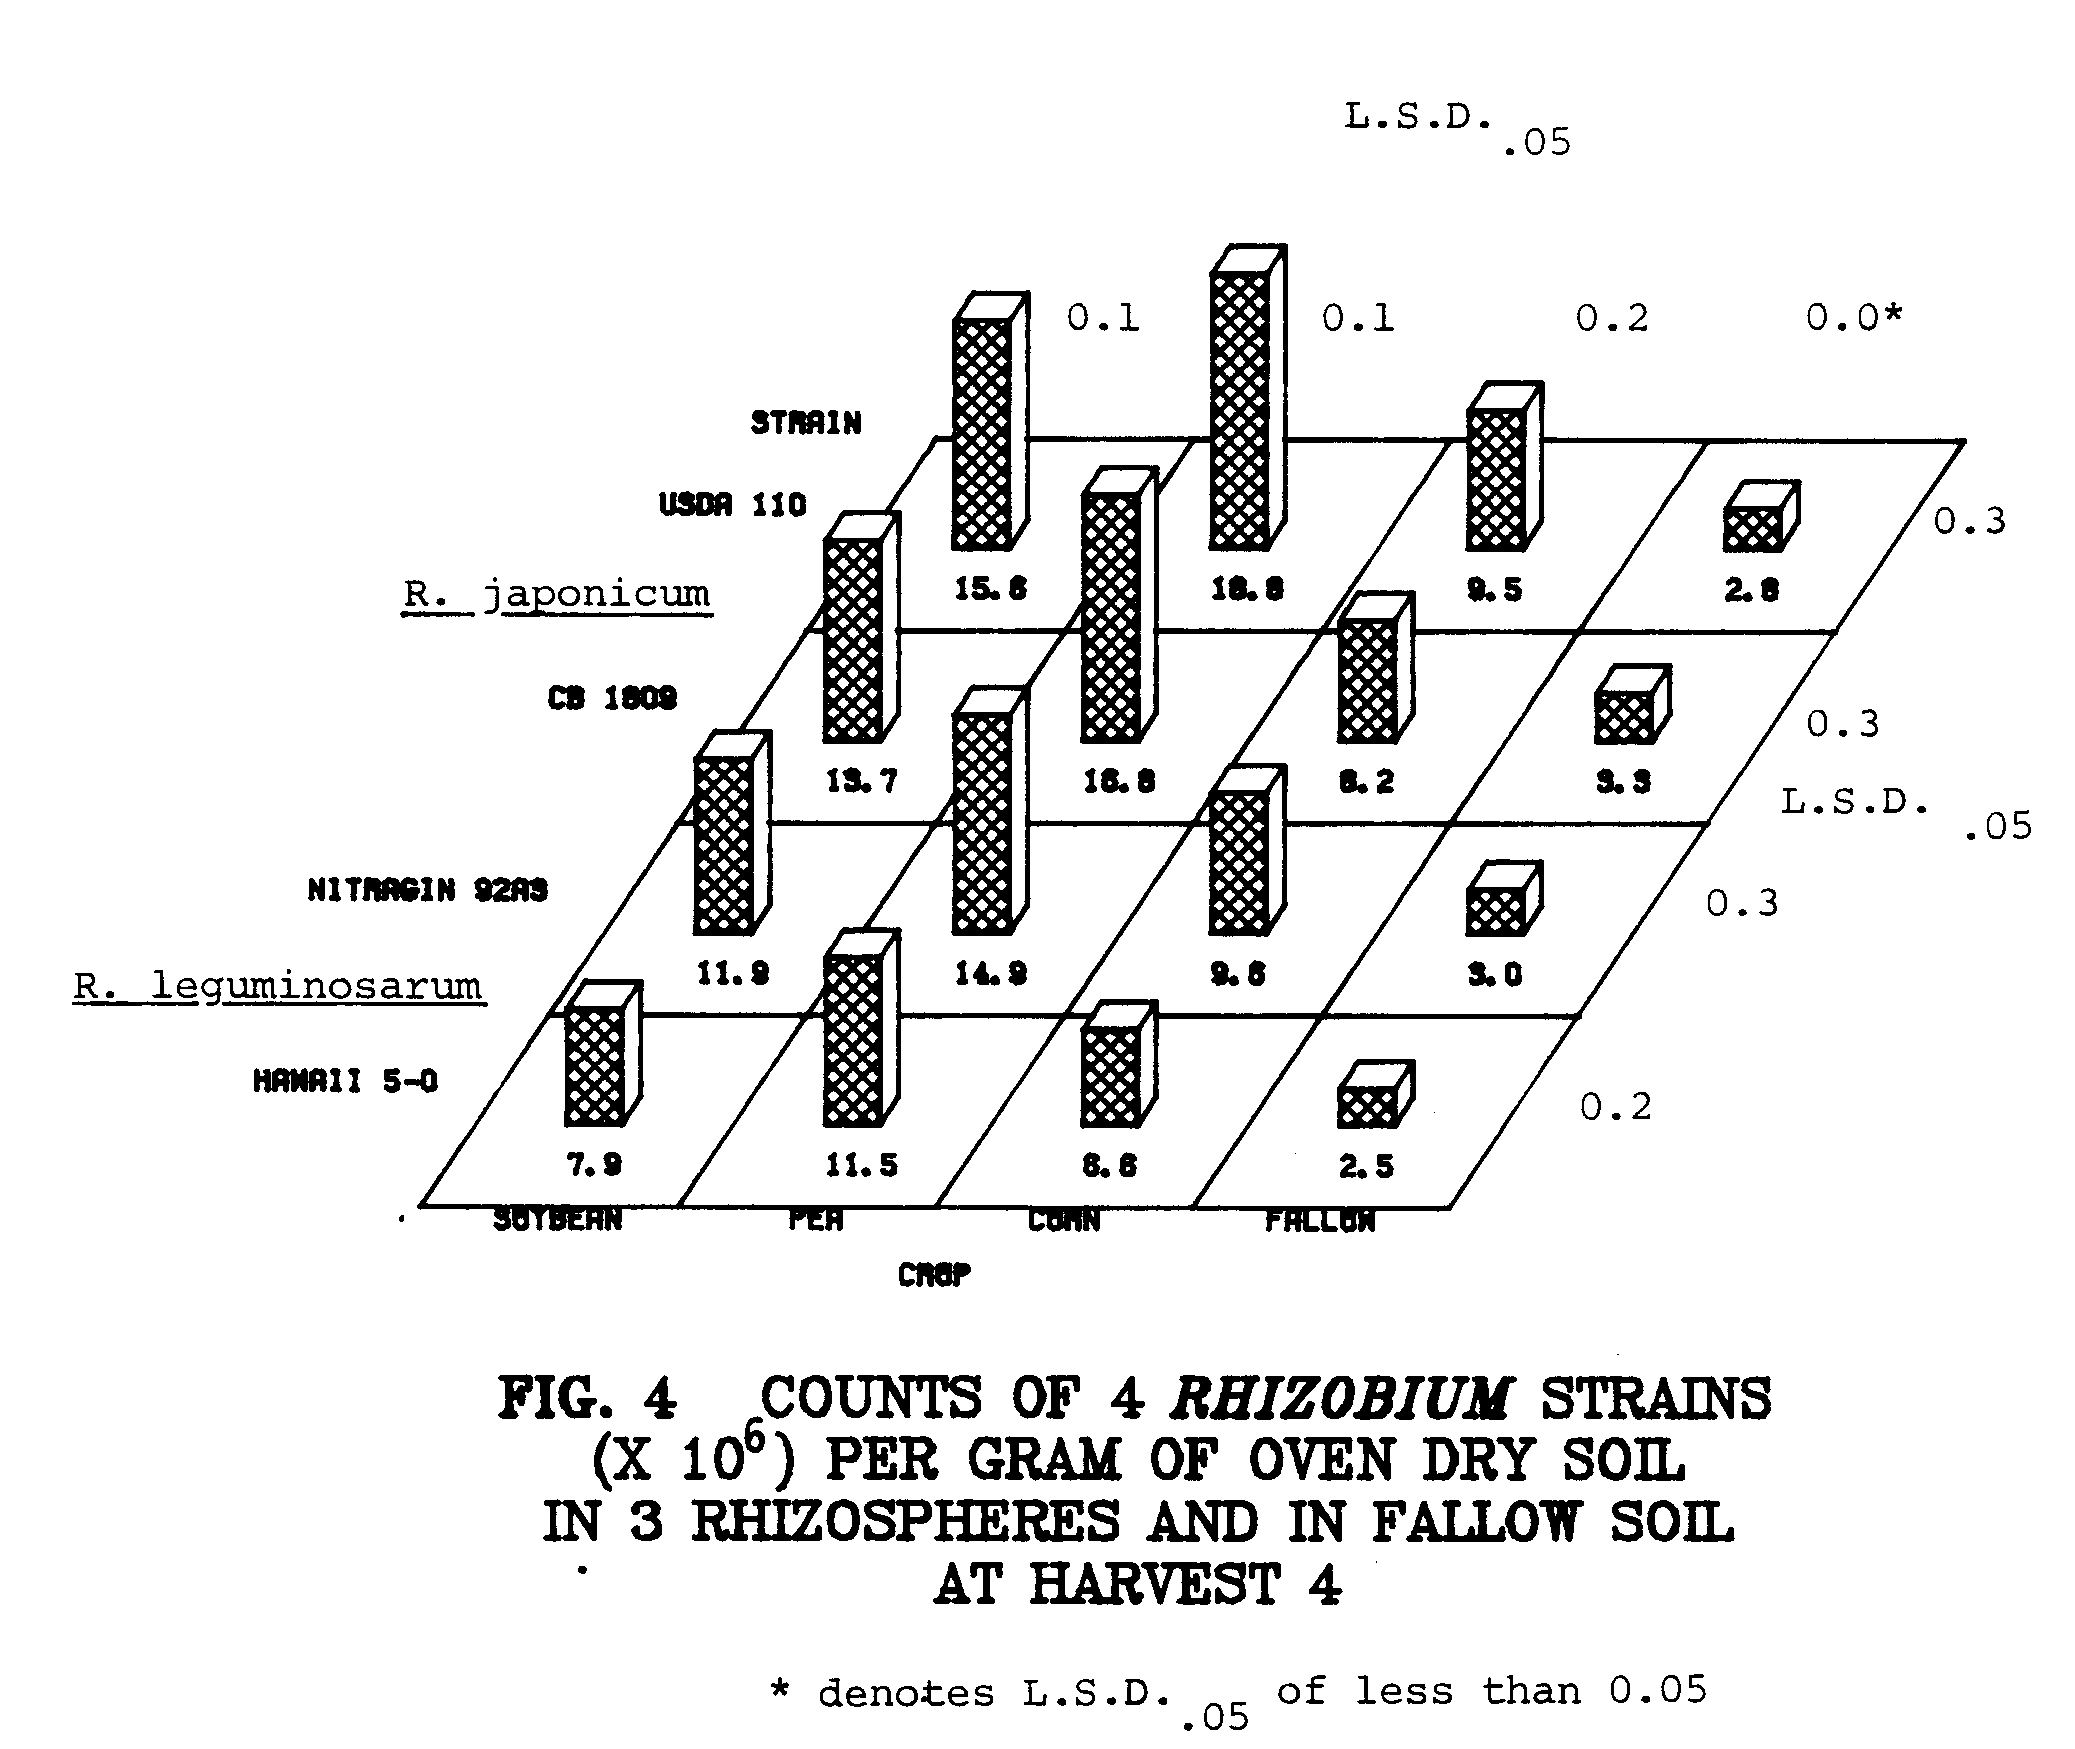 L.S.D. .05
0.1 0.1 0.2 0.0*
STRAIN
USDA 110
15.6 18.8 9.5 2.8 0.3
R. japonicum
CB 1809
13.7 16.8 8.2 3.3 0.3
L.S.D. .05
NITRAGIN 92A3
11.9 14.9 9.6 3.0 0.3
R. leguminosarum
HAWAII 5-0
7.9 11.5 6.6 2.5 0.2
SOYBEAN PEA CORN FALLOW
CROP
FIG. 4 COUNTS OF 4 RHIZOBIUM STRAINS
(X 10⁶) PER GRAM OF OVEN DRY SOIL
IN 3 RHIZOSPHERES AND IN FALLOW SOIL
AT HARVEST 4
* denotes L.S.D. .05 of less than 0.05